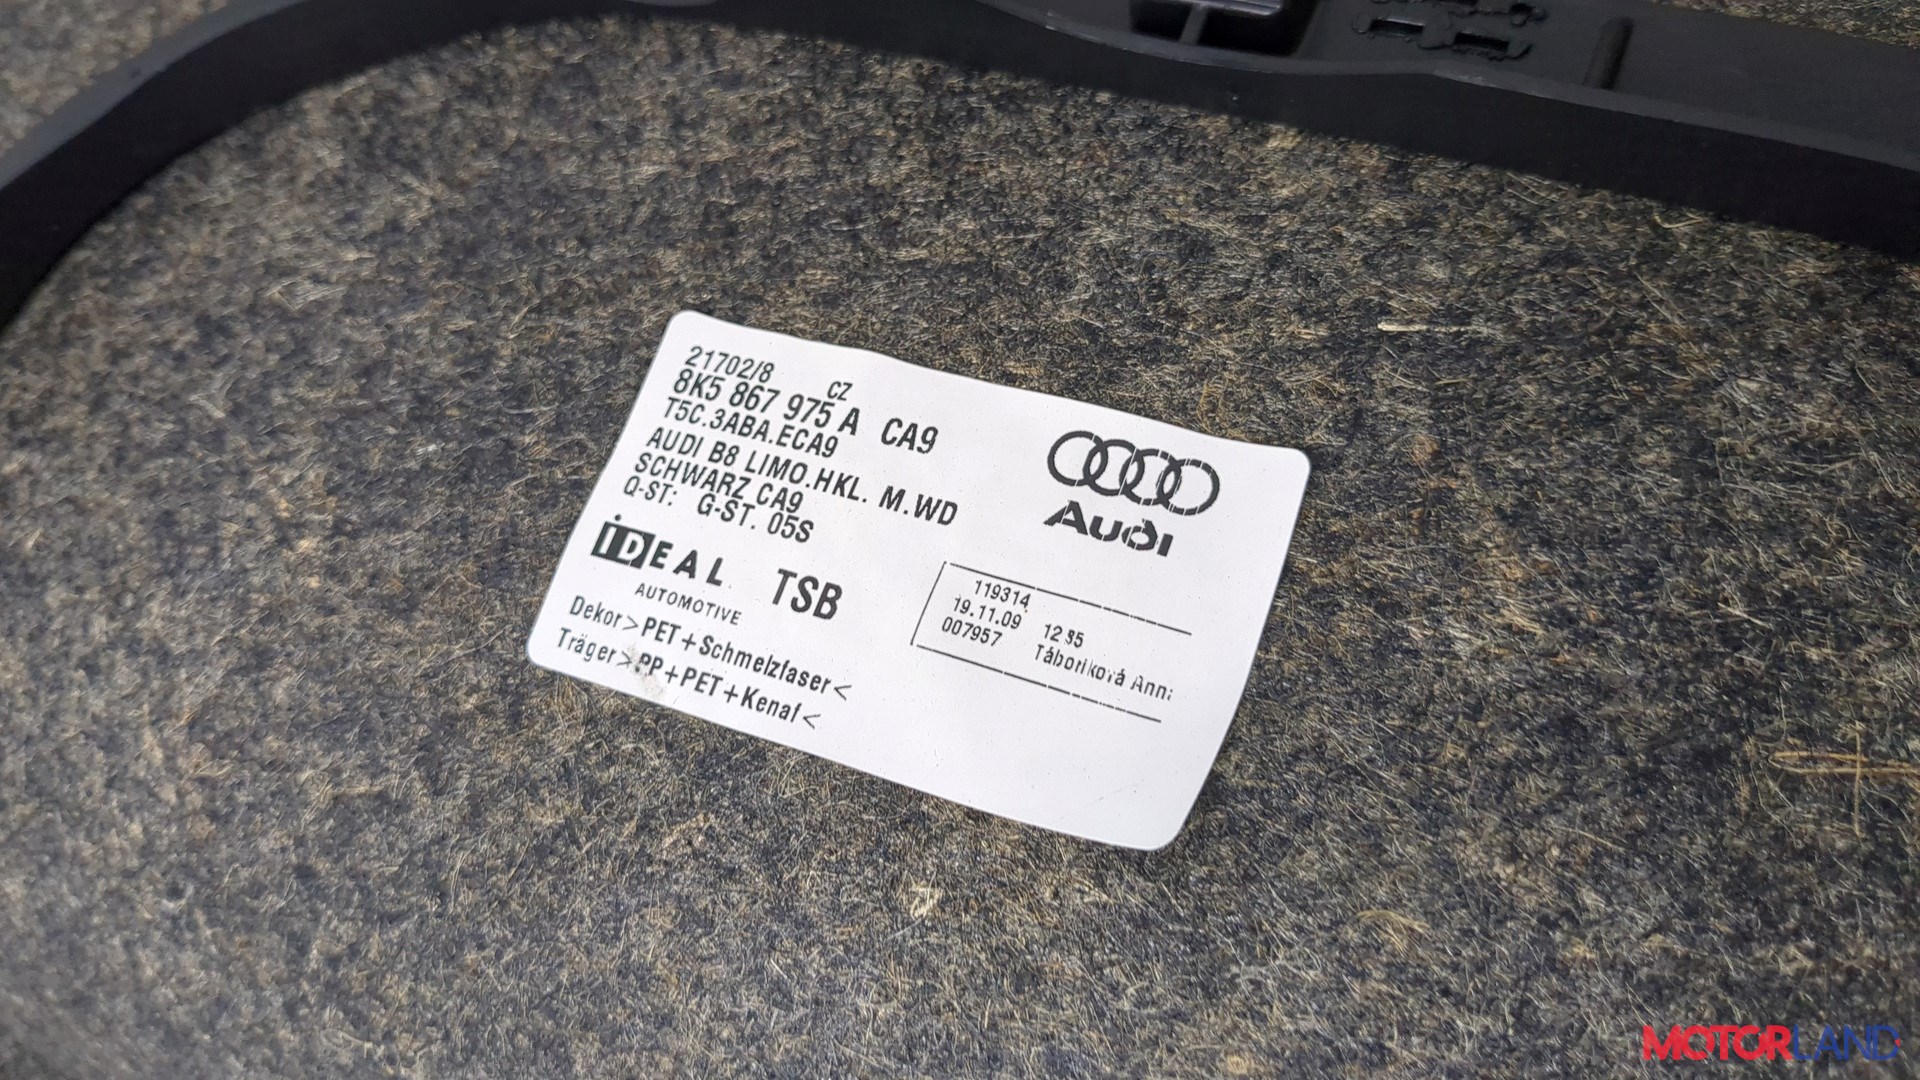 21702/8 CZ
8K5 867 975 A CA9
T5C.3ABA.ECA9
AUDI B8 LIMO.HKL. M.WD
SCHWARZ CA9
Q-ST: G-ST. 05S
iDEAL TSB
AUTOMOTIVE
Dekor>PET+Schmelzfaser<
Träger>PP+PET+Kenaf<
Audi
119314
19.11.09 12:35
007957 Táboriková Anna
MOTORLAND